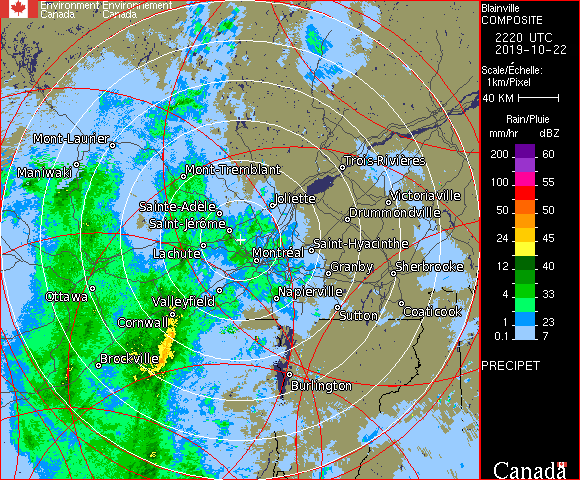 Environment Environnement
Canada Canada
Blainville
COMPOSITE
2220 UTC
2019-10-22
Scale/Échelle:
1km/Pixel
40 KM
Rain/Pluie
mm/hr dBZ
200 60
100 55
50 50
24 45
12 40
4 33
1 23
0.1 7
PRECIPET
Canada
Mont-Laurier
Maniwaki
Mont-Tremblant
Trois-Rivières
Sainte-Adèle
Joliette
Victoriaville
Saint-Jérôme
Drummondville
Lachute
Montréal
Saint-Hyacinthe
Granby
Sherbrooke
Ottawa
Valleyfield
Napierville
Cornwall
Sutton
Coaticook
Brockville
Burlington